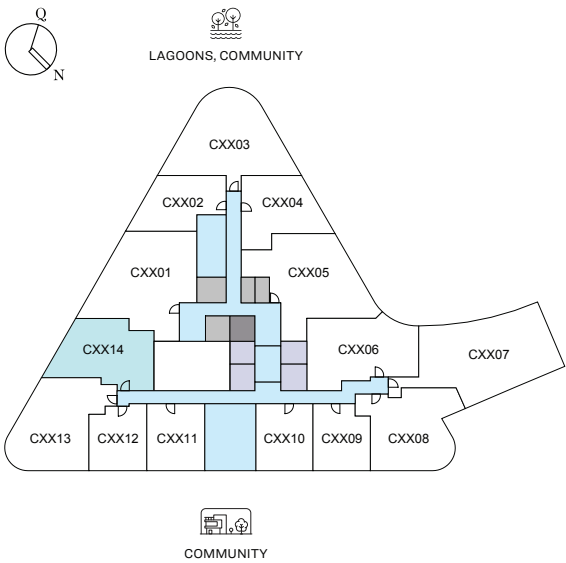 Q
N
LAGOONS, COMMUNITY
CXX03
CXX02
CXX04
CXX01
CXX05
CXX14
CXX06
CXX07
CXX13
CXX12
CXX11
CXX10
CXX09
CXX08
COMMUNITY